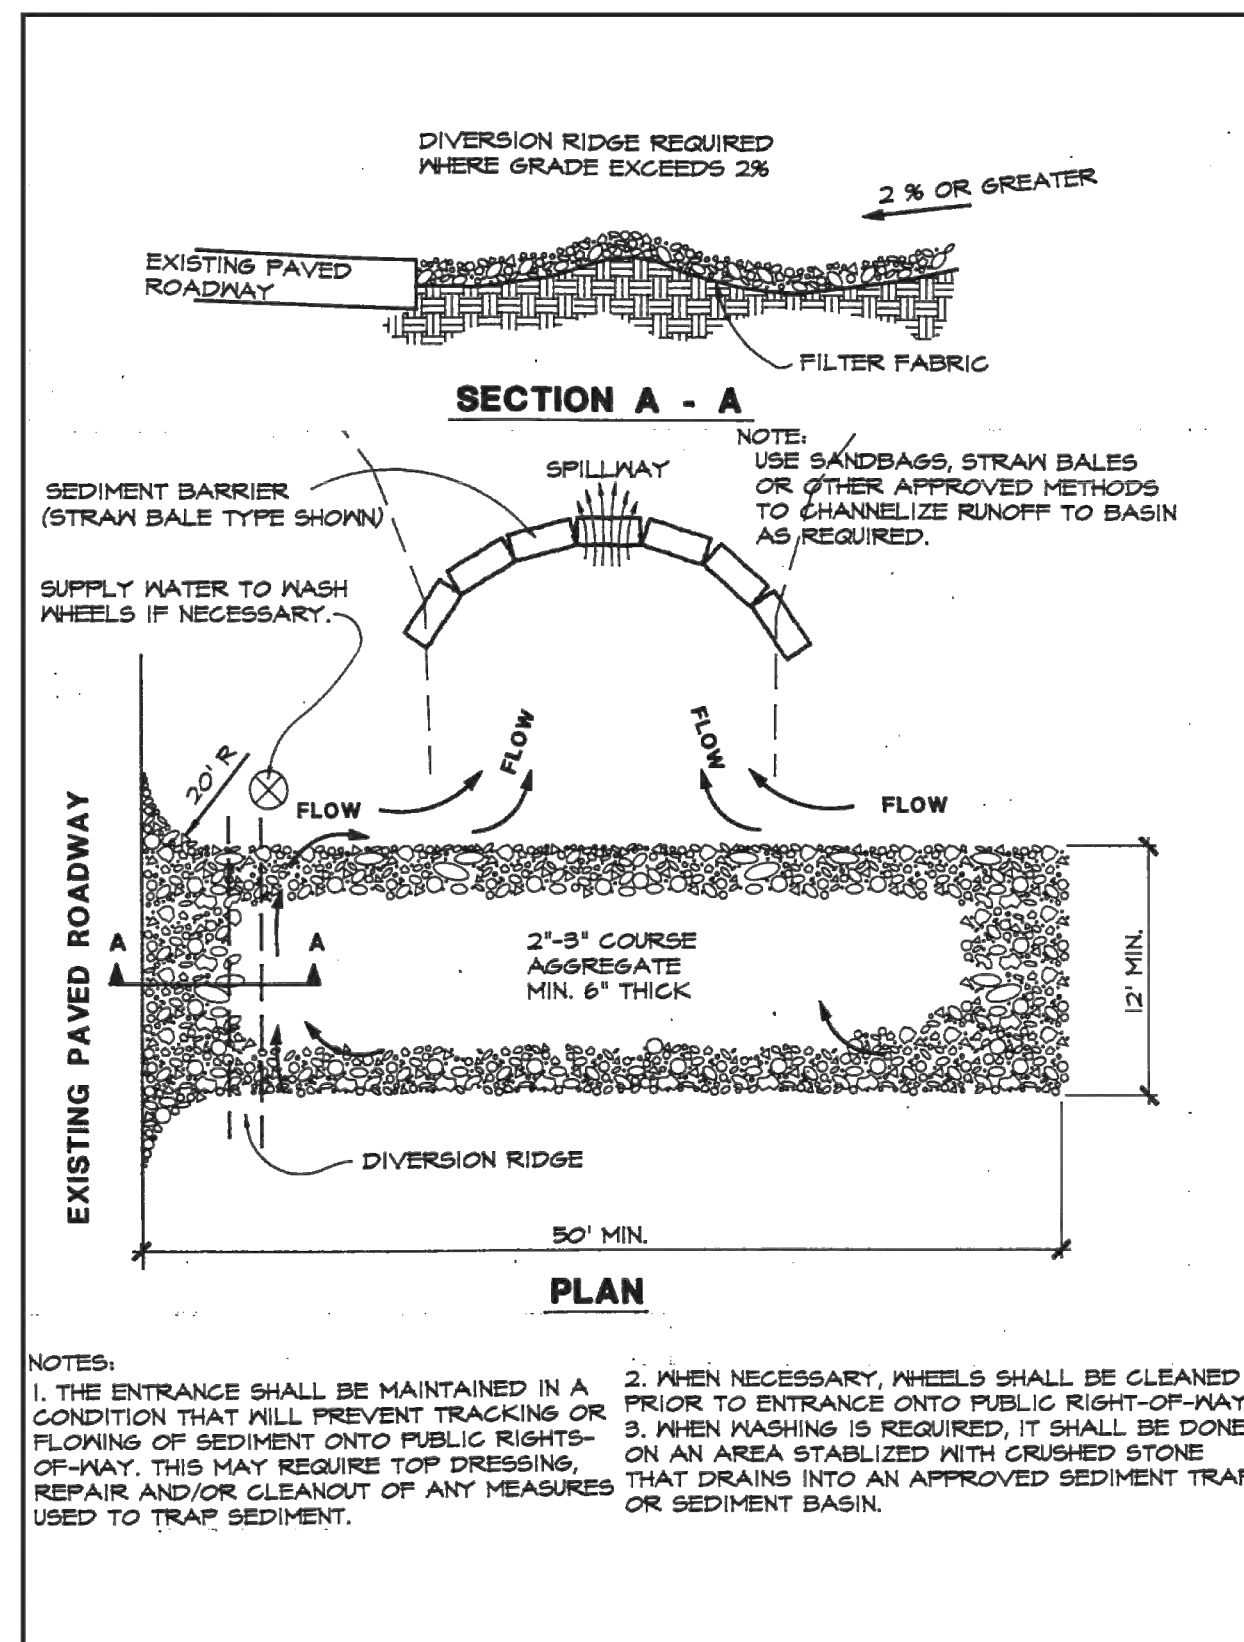 DIVERSION RIDGE REQUIRED
WHERE GRADE EXCEEDS 2%
2 % OR GREATER
EXISTING PAVED
ROADWAY
FILTER FABRIC
SECTION A - A
NOTE:
USE SANDBAGS, STRAW BALES
OR OTHER APPROVED METHODS
TO CHANNELIZE RUNOFF TO BASIN
AS REQUIRED.
SPILLWAY
SEDIMENT BARRIER
(STRAW BALE TYPE SHOWN)
SUPPLY WATER TO WASH
WHEELS IF NECESSARY.
FLOW
FLOW
20' R
FLOW
FLOW
EXISTING PAVED ROADWAY
A
A
2"-3" COURSE
AGGREGATE
MIN. 6" THICK
12' MIN.
DIVERSION RIDGE
50' MIN.
PLAN
NOTES:
1. THE ENTRANCE SHALL BE MAINTAINED IN A
CONDITION THAT WILL PREVENT TRACKING OR
FLOWING OF SEDIMENT ONTO PUBLIC RIGHTS-
OF-WAY. THIS MAY REQUIRE TOP DRESSING,
REPAIR AND/OR CLEANOUT OF ANY MEASURES
USED TO TRAP SEDIMENT.
2. WHEN NECESSARY, WHEELS SHALL BE CLEANED
PRIOR TO ENTRANCE ONTO PUBLIC RIGHT-OF-WAY
3. WHEN WASHING IS REQUIRED, IT SHALL BE DONE
ON AN AREA STABLIZED WITH CRUSHED STONE
THAT DRAINS INTO AN APPROVED SEDIMENT TRAP
OR SEDIMENT BASIN.